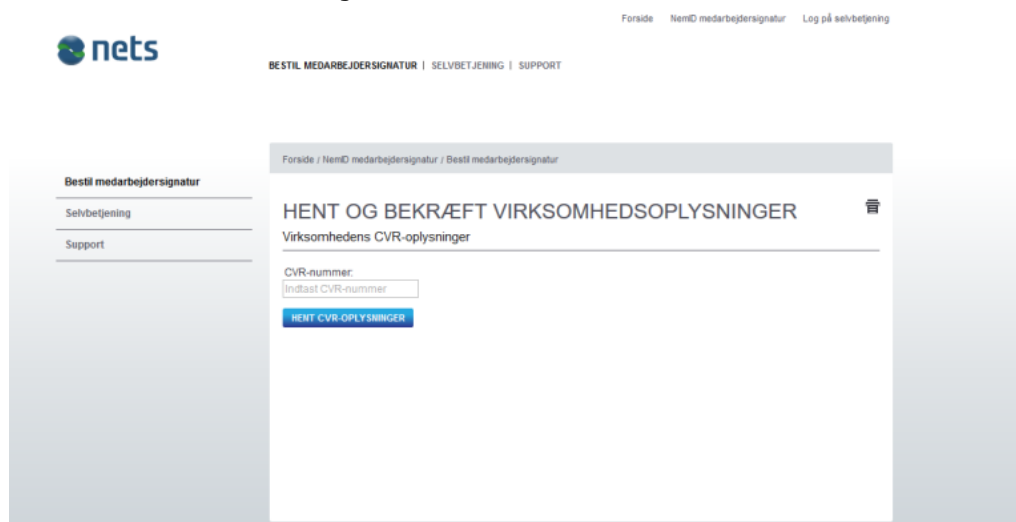 Forside NemID medarbejdersignatur Log på selvbetjening
nets
BESTIL MEDARBEJDERSIGNATUR | SELVBETJENING | SUPPORT
Forside / NemID medarbejdersignatur / Bestil medarbejdersignatur
Bestil medarbejdersignatur
Selvbetjening
Support
HENT OG BEKRÆFT VIRKSOMHEDSOPLYSNINGER
Virksomhedens CVR-oplysninger
CVR-nummer:
Indtast CVR-nummer
HENT CVR-OPLYSNINGER